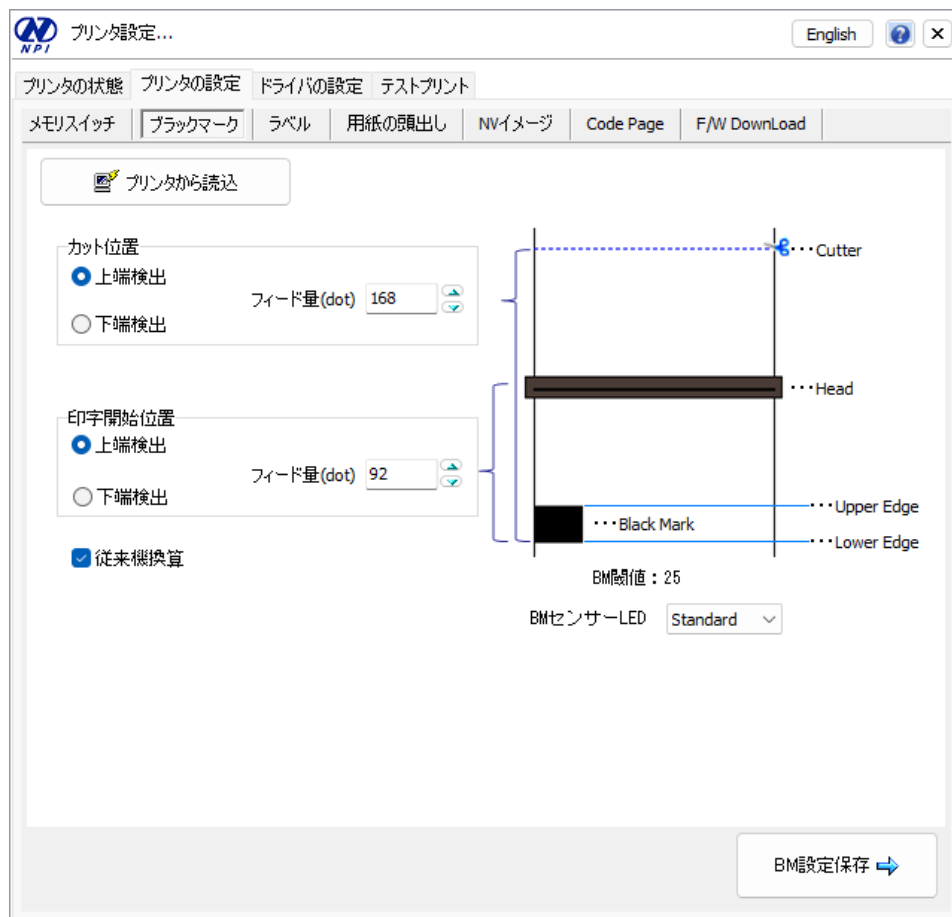 NPI
プリンタ設定...
English
?
プリンタの状態 プリンタの設定 ドライバの設定 テストプリント
メモリスイッチ ブラックマーク ラベル 用紙の頭出し NVイメージ Code Page F/W DownLoad
プリンタから読込
カット位置
上端検出
フィード量(dot) 168
下端検出
印字開始位置
上端検出
フィード量(dot) 92
下端検出
従来機換算
···Cutter
···Head
···Upper Edge
···Black Mark
···Lower Edge
BM閾値：25
BMセンサーLED Standard
BM設定保存